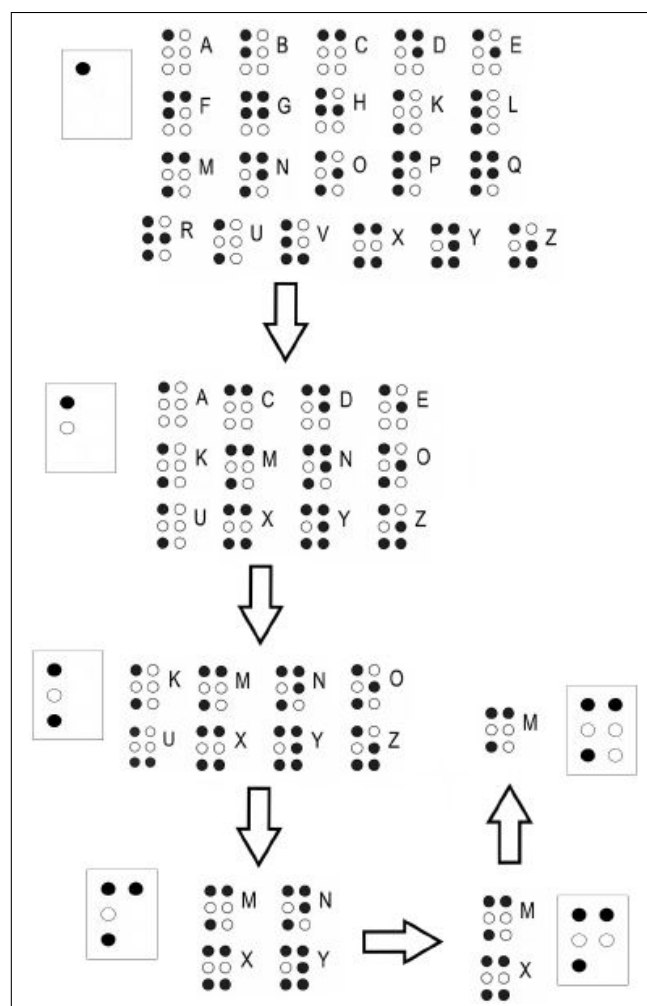 A B C D E
F G H K L
M N O P Q
R U V X Y Z
A C D E
K M N O
U X Y Z
K M N O
U X Y Z
M
M N
X Y
M
X